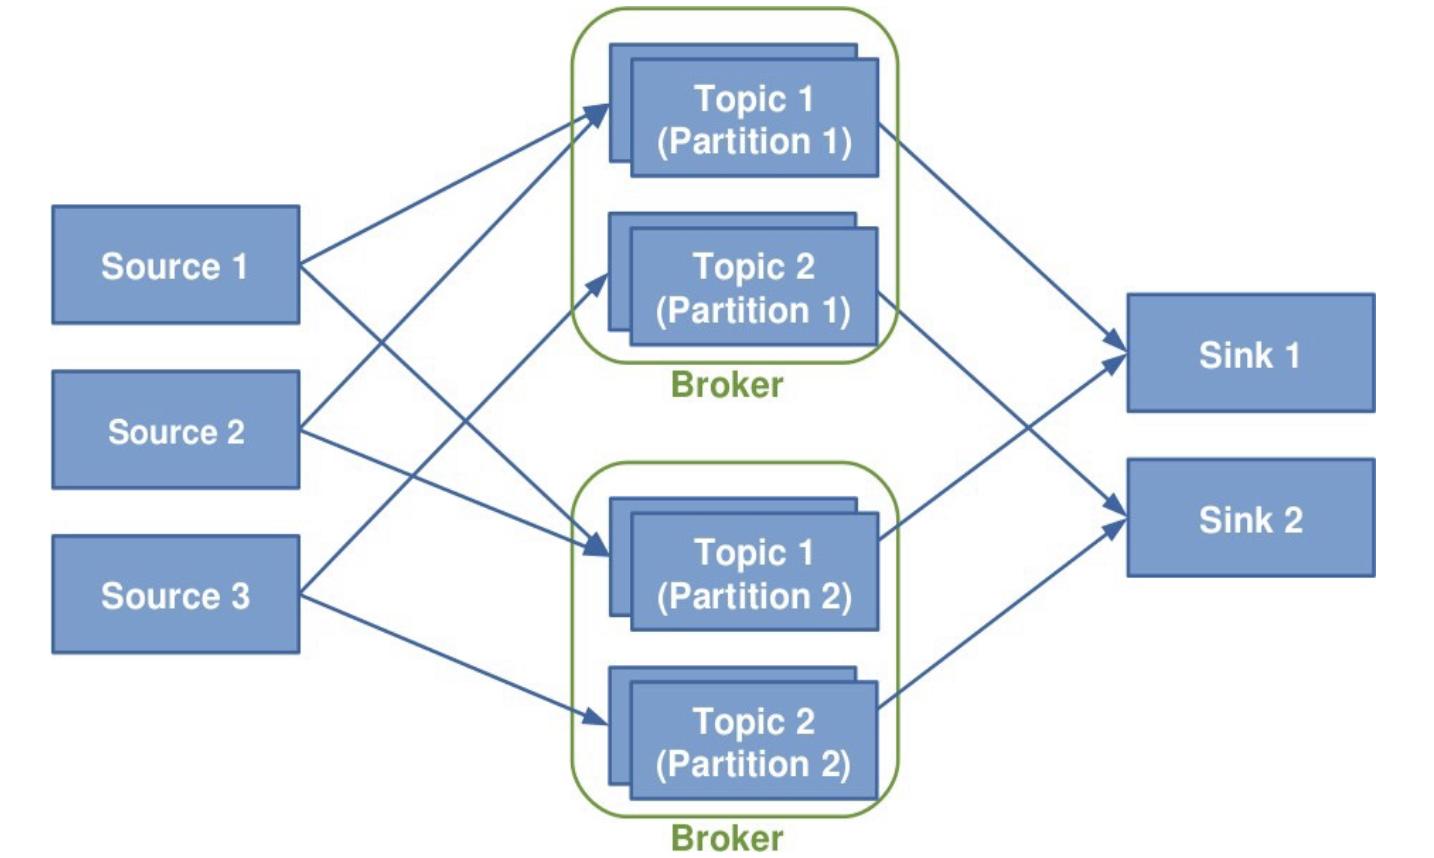 Topic 1
(Partition 1)
Source 1
Topic 2
(Partition 1)
Sink 1
Broker
Source 2
Sink 2
Topic 1
(Partition 2)
Source 3
Topic 2
(Partition 2)
Broker